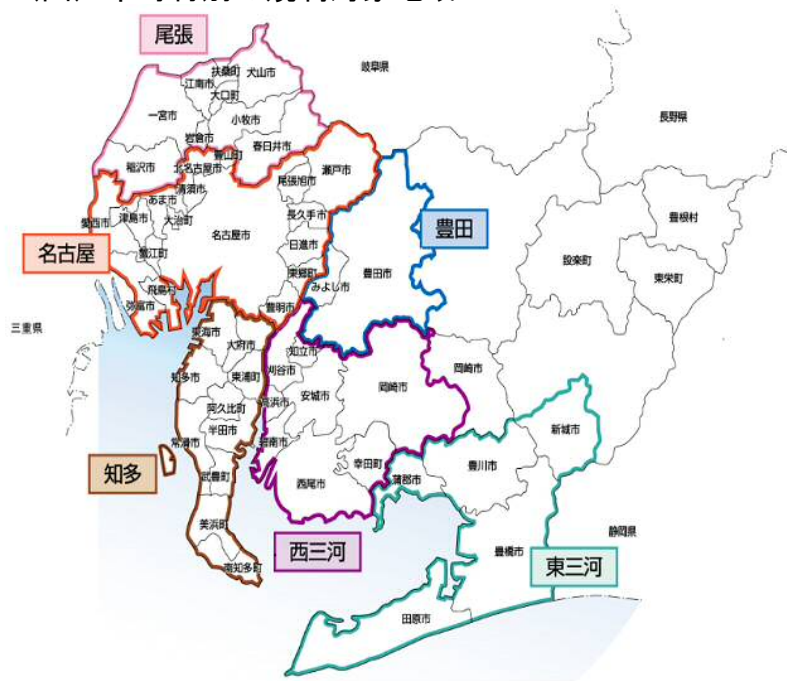 尾張
岐阜県
扶桑町
犬山市
江南市
大口町
長野県
一宮市
小牧市
岩倉市
春日井市
豊山町
稲沢市
北名古屋市
瀬戸市
清須市
尾張旭市
豊根村
あま市
愛西市
津島市
大治町
長久手市
名古屋市
豊田
設楽町
名古屋
蟹江町
日進市
東栄町
東郷町
豊田市
飛島村
みよし市
弥富市
豊明市
三重県
東海市
大府市
知立市
岡崎市
知多市
東浦町
刈谷市
岡崎市
阿久比町
高浜市
安城市
半田市
新城市
常滑市
碧南市
幸田町
豊川市
知多
武豊町
西尾市
蒲郡市
美浜町
静岡県
西三河
豊橋市
東三河
南知多町
田原市